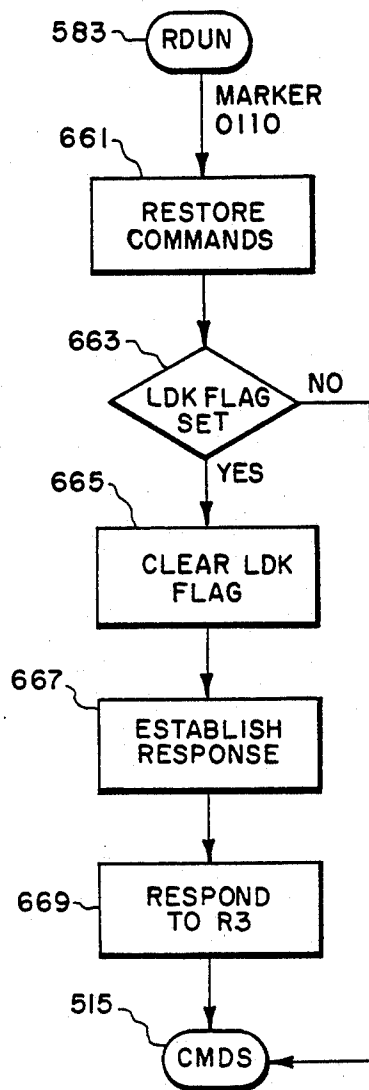 583
RDUN
MARKER
0110
661
RESTORE
COMMANDS
663
LDK FLAG
SET
NO
YES
665
CLEAR LDK
FLAG
667
ESTABLISH
RESPONSE
669
RESPOND
TO R3
515
CMDS